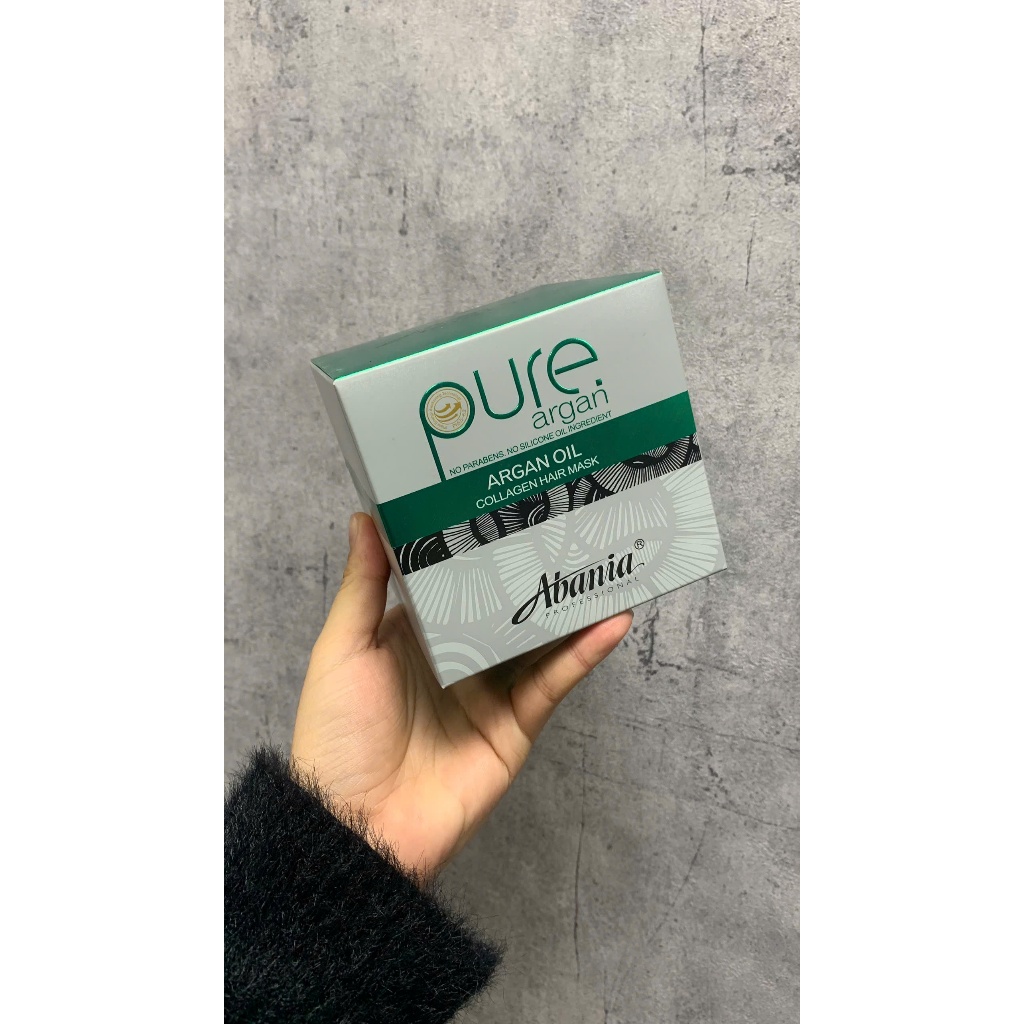 pure
argan
NO PARABENS. NO SILICONE OIL INGREDIENT
ARGAN OIL
COLLAGEN HAIR MASK
Abania®
PROFESSIONAL